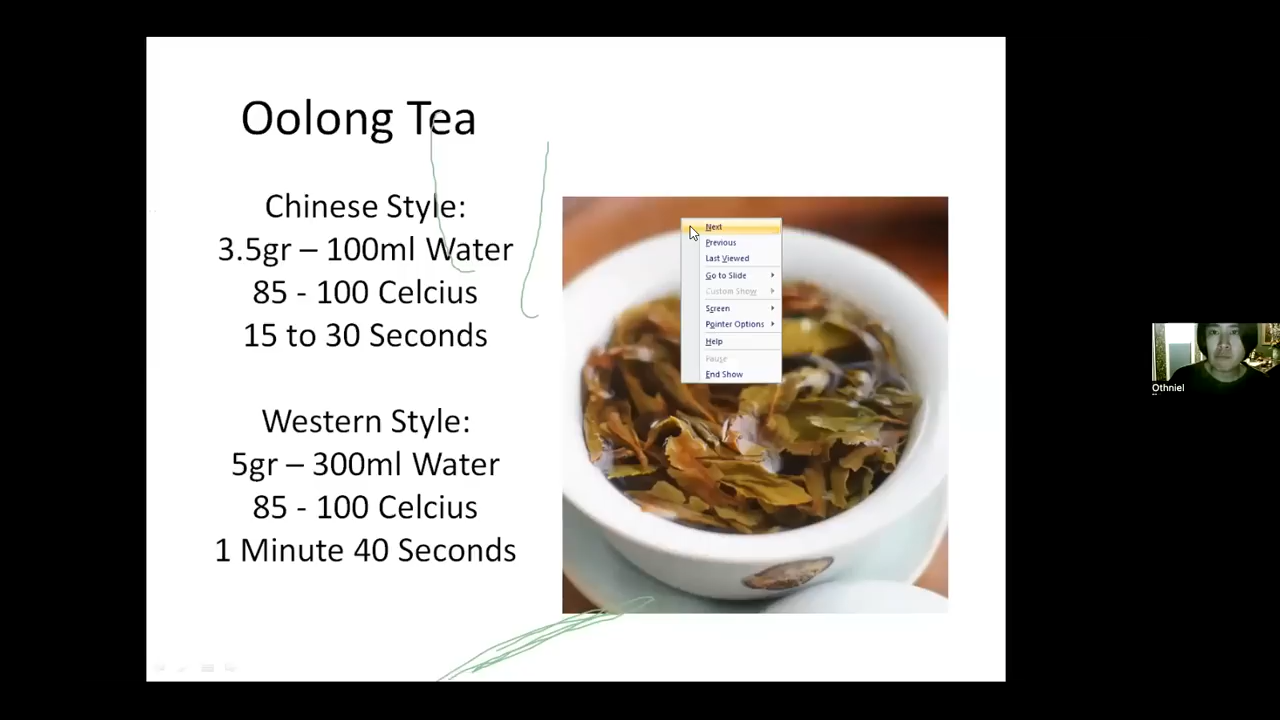 Oolong Tea
Chinese Style:
3.5gr – 100ml Water
85 - 100 Celcius
15 to 30 Seconds
Western Style:
5gr – 300ml Water
85 - 100 Celcius
1 Minute 40 Seconds
Next
Previous
Last Viewed
Go to Slide
Custom Show
Screen
Pointer Options
Help
Pause
End Show
Othniel